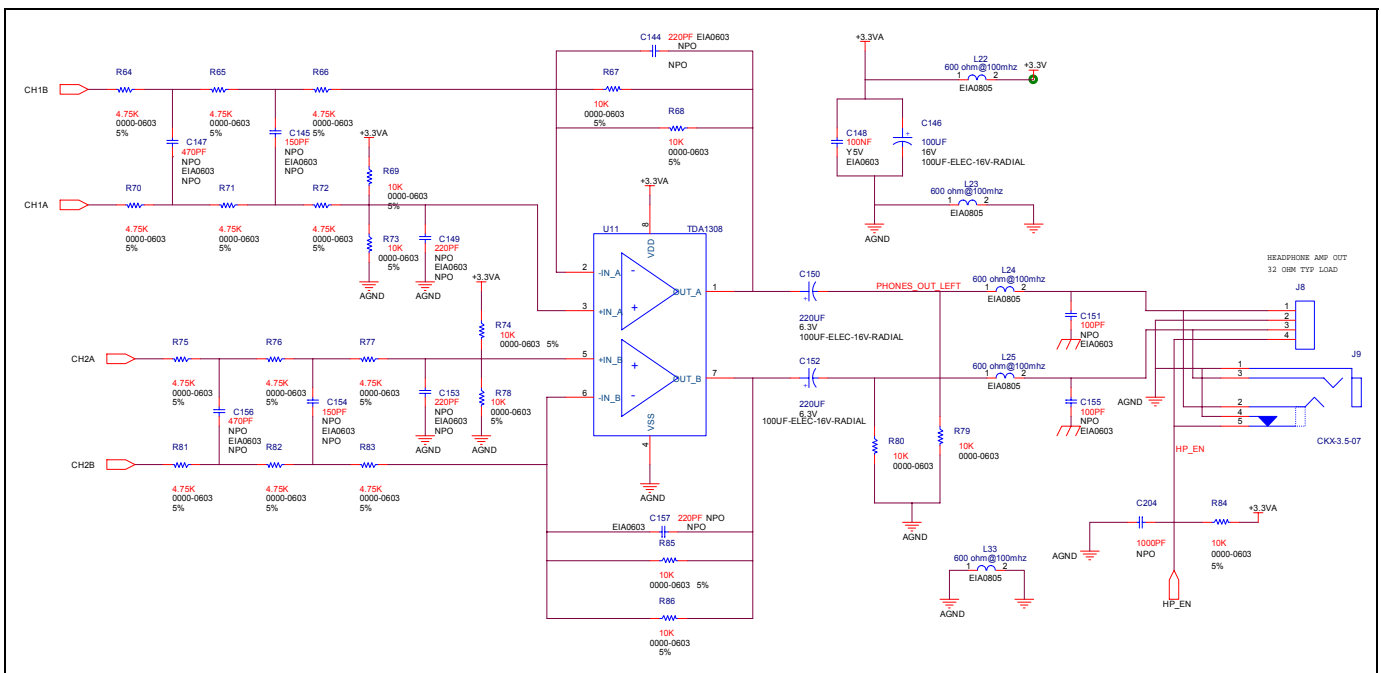 C144
220PF EIA0603
NPO
NPO
R67
10K
0000-0603
5%
R68
10K
0000-0603
5%
CH1B
R64
4.75K
0000-0603
5%
R65
4.75K
0000-0603
5%
R66
4.75K
0000-0603
5%
C147
470PF
NPO
EIA0603
NPO
C145
150PF
NPO
EIA0603
NPO
CH1A
R70
4.75K
0000-0603
5%
R71
4.75K
0000-0603
5%
R72
4.75K
0000-0603
5%
+3.3VA
R69
10K
0000-0603
5%
R73
10K
0000-0603
5%
AGND
C149
220PF
NPO
EIA0603
NPO
AGND
+3.3VA
L22
600 ohm@100mhz
1
2
EIA0805
+3.3V
C148
100NF
Y5V
EIA0603
C146
+
100UF
16V
100UF-ELEC-16V-RADIAL
L23
600 ohm@100mhz
1
2
EIA0805
AGND
+3.3VA
U11
TDA1308
8
VDD
2
-IN_A
-
OUT_A
1
3
+IN_A
+
5
+IN_B
+
OUT_B
7
6
-IN_B
-
VSS
4
AGND
+3.3VA
R74
10K
0000-0603 5%
R78
10K
0000-0603
5%
AGND
C153
220PF
NPO
EIA0603
NPO
AGND
CH2A
R75
4.75K
0000-0603
5%
R76
4.75K
0000-0603
5%
R77
4.75K
0000-0603
5%
C156
470PF
NPO
EIA0603
NPO
C154
150PF
5%
NPO
EIA0603
NPO
CH2B
R81
4.75K
0000-0603
5%
R82
4.75K
0000-0603
5%
R83
4.75K
0000-0603
5%
EIA0603
C157
220PF NPO
NPO
R85
10K
0000-0603 5%
R86
10K
0000-0603
5%
C150
+
220UF
6.3V
100UF-ELEC-16V-RADIAL
PHONES_OUT_LEFT
L24
600 ohm@100mhz
1
2
EIA0805
C151
100PF
NPO
EIA0603
C152
+
220UF
6.3V
100UF-ELEC-16V-RADIAL
L25
600 ohm@100mhz
1
2
EIA0805
C155
100PF
NPO
EIA0603
R80
10K
0000-0603
R79
10K
0000-0603
AGND
HEADPHONE AMP OUT
32 OHM TYP LOAD
J8
1
2
3
4
J9
1
3
2
4
5
CKX-3.5-07
AGND
HP_EN
C204
1000PF
NPO
R84
10K
0000-0603
5%
+3.3VA
AGND
HP_EN
L33
600 ohm@100mhz
1
2
EIA0805
AGND